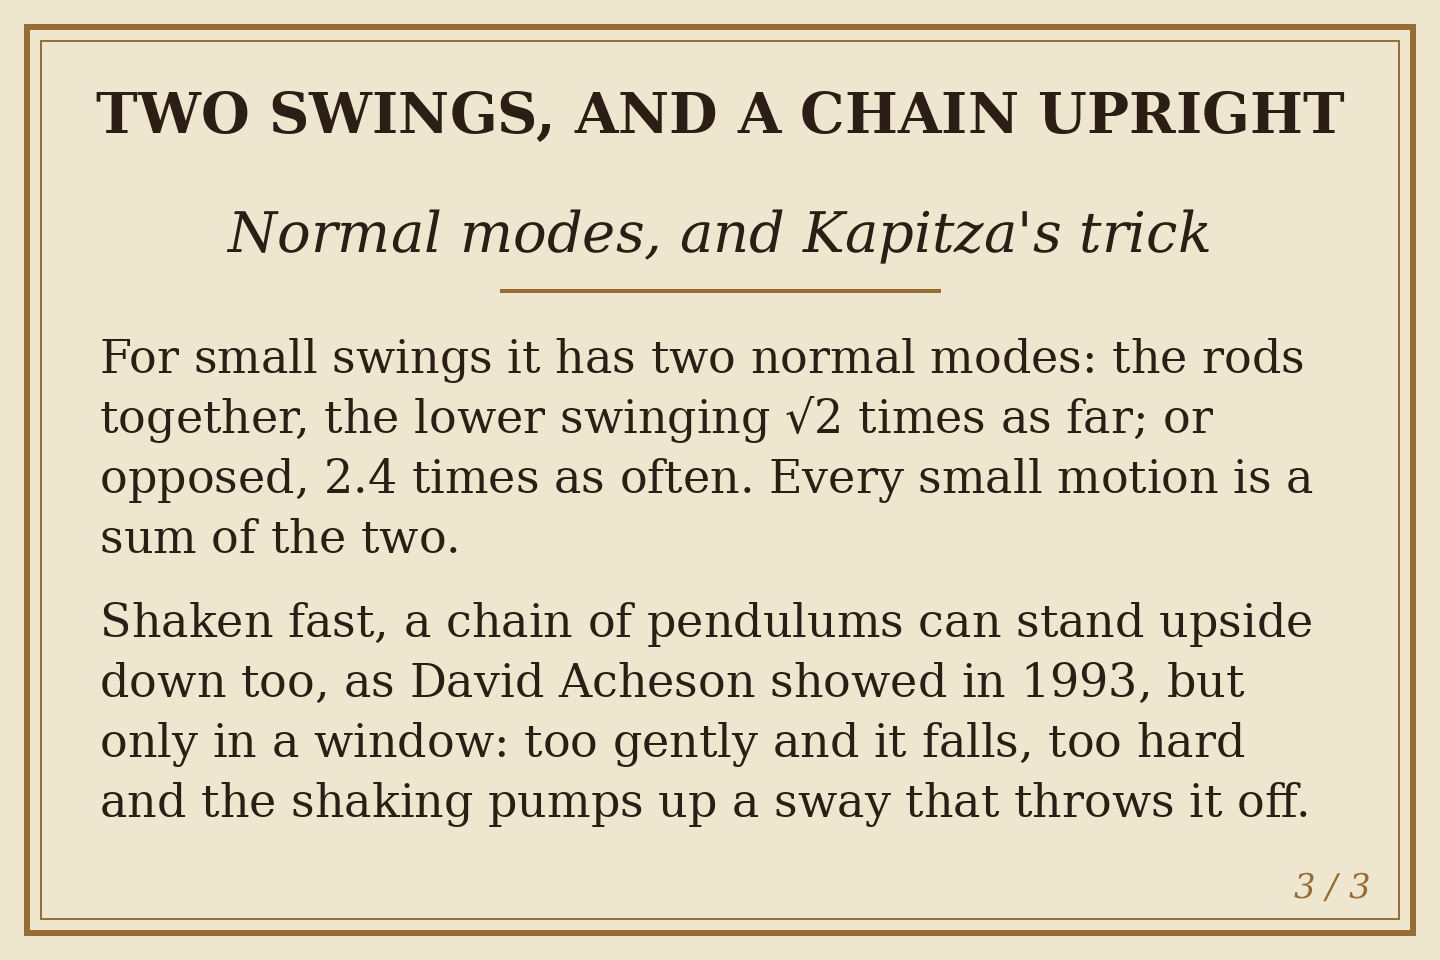 TWO SWINGS, AND A CHAIN UPRIGHT
Normal modes, and Kapitza's trick
For small swings it has two normal modes: the rods
together, the lower swinging √2 times as far; or
opposed, 2.4 times as often. Every small motion is a
sum of the two.
Shaken fast, a chain of pendulums can stand upside
down too, as David Acheson showed in 1993, but
only in a window: too gently and it falls, too hard
and the shaking pumps up a sway that throws it off.
3 / 3